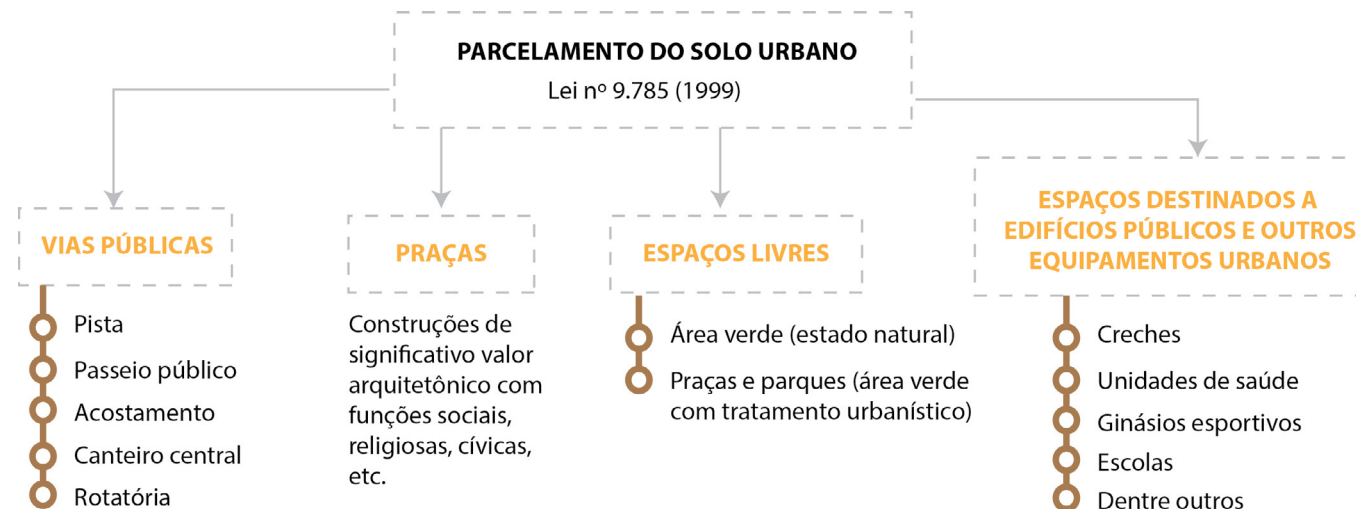 PARCELAMENTO DO SOLO URBANO
Lei nº 9.785 (1999)
VIAS PÚBLICAS
Pista
Passeio público
Acostamento
Canteiro central
Rotatória
PRAÇAS
Construções de
significativo valor
arquitetônico com
funções sociais,
religiosas, cívicas,
etc.
ESPAÇOS LIVRES
Área verde (estado natural)
Praças e parques (área verde
com tratamento urbanístico)
ESPAÇOS DESTINADOS A
EDIFÍCIOS PÚBLICOS E OUTROS
EQUIPAMENTOS URBANOS
Creches
Unidades de saúde
Ginásios esportivos
Escolas
Dentre outros